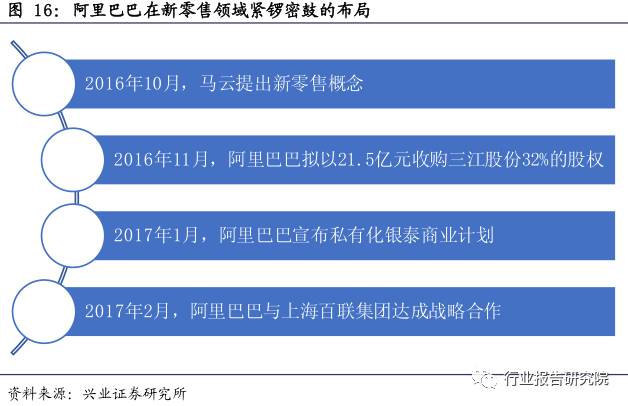 图 16：阿里巴巴在新零售领域紧锣密鼓的布局
2016年10月，马云提出新零售概念
2016年11月，阿里巴巴拟以21.5亿元收购三江股份32%的股权
2017年1月，阿里巴巴宣布私有化银泰商业计划
2017年2月，阿里巴巴与上海百联集团达成战略合作
行业报告研究院
资料来源：兴业证券研究所